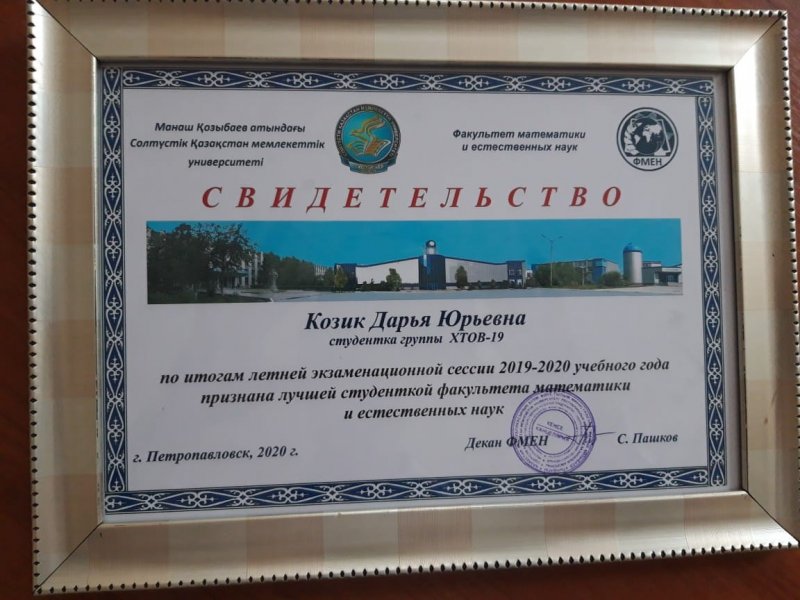 Манаш Қозыбаев атындағы
Солтүстік Қазақстан мемлекеттік
университеті
Факультет математики
и естественных наук
ФМЕН
СВИДЕТЕЛЬСТВО
Козик Дарья Юрьевна
студентка группы ХТОВ-19
по итогам летней экзаменационной сессии 2019-2020 учебного года
признана лучшей студенткой факультета математики
и естественных наук
г. Петропавловск, 2020 г.
Декан ФМЕН
С. Пашков